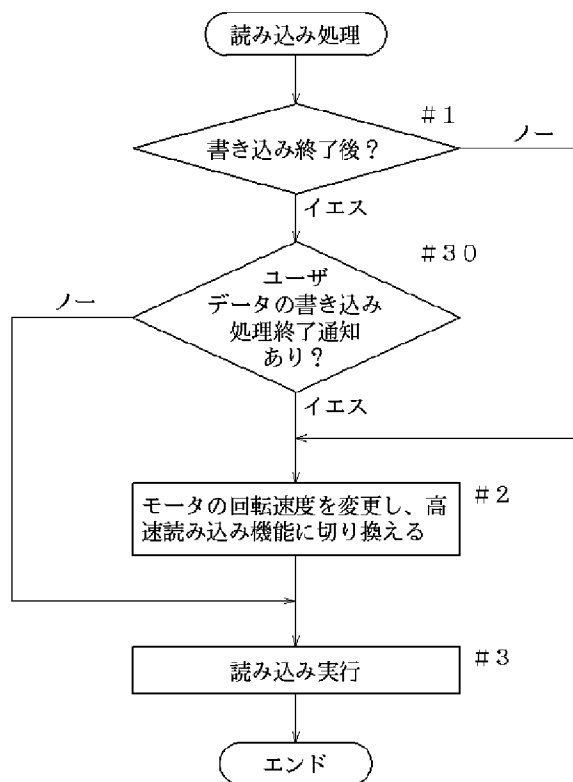 読み込み処理
#1
書き込み終了後？
ノー
イエス
#30
ユーザ
データの書き込み
処理終了通知
あり？
ノー
イエス
#2
モータの回転速度を変更し、高
速読み込み機能に切り換える
#3
読み込み実行
エンド